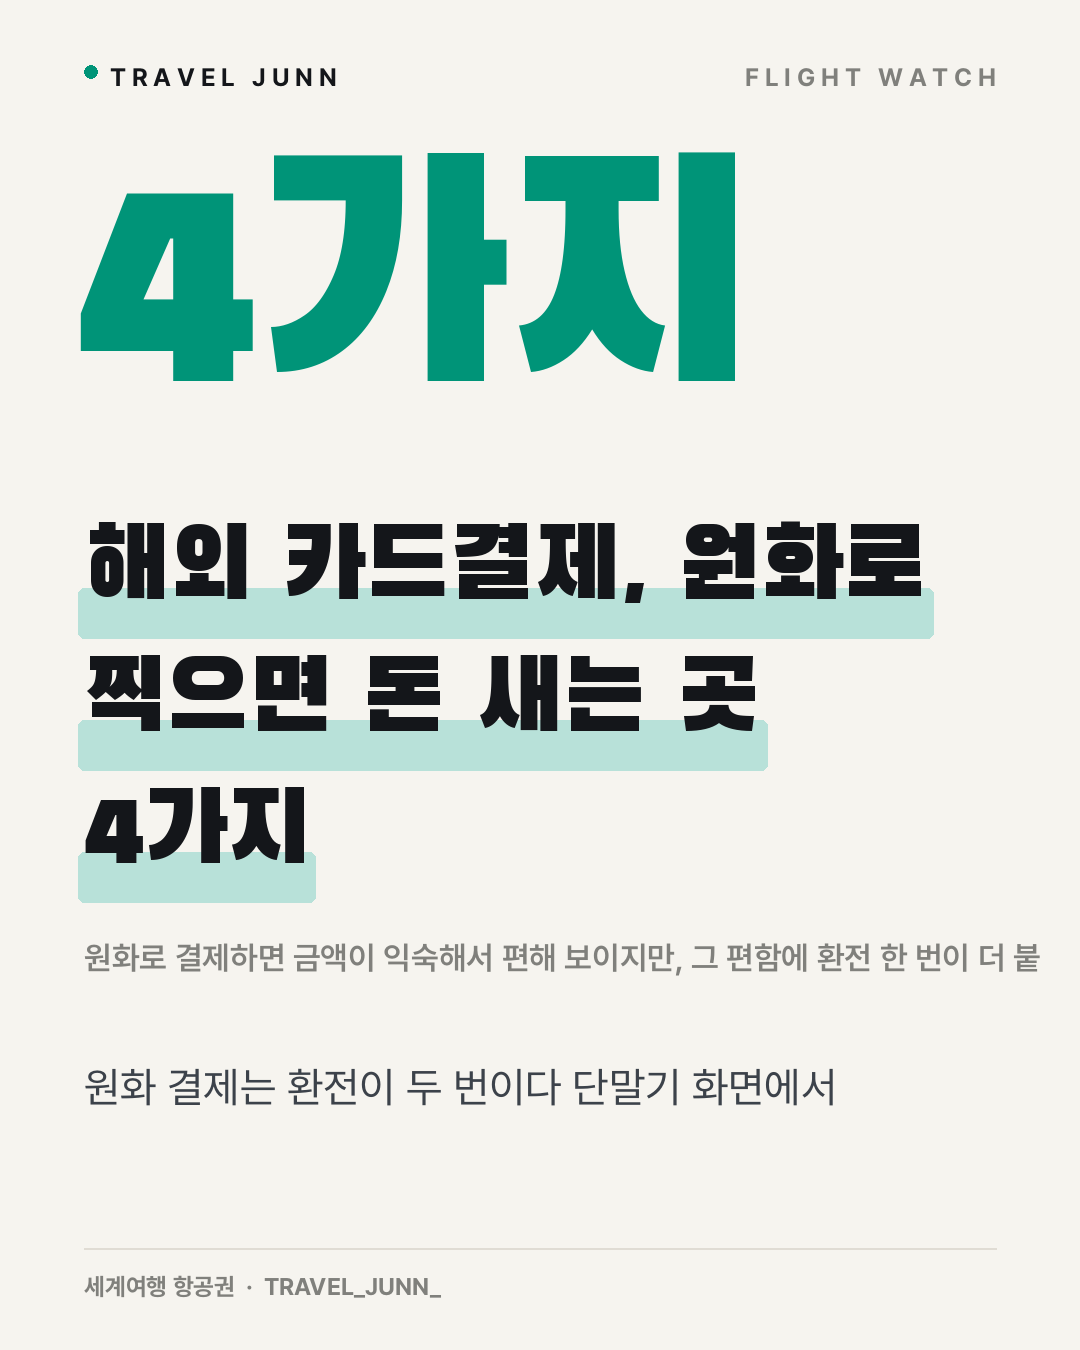 TRAVEL JUNN
FLIGHT WATCH
4가지
해외 카드결제, 원화로
찍으면 돈 새는 곳
4가지
원화로 결제하면 금액이 익숙해서 편해 보이지만, 그 편함에 환전 한 번이 더 붙
원화 결제는 환전이 두 번이다 단말기 화면에서
세계여행 항공권 · TRAVEL_JUNN_